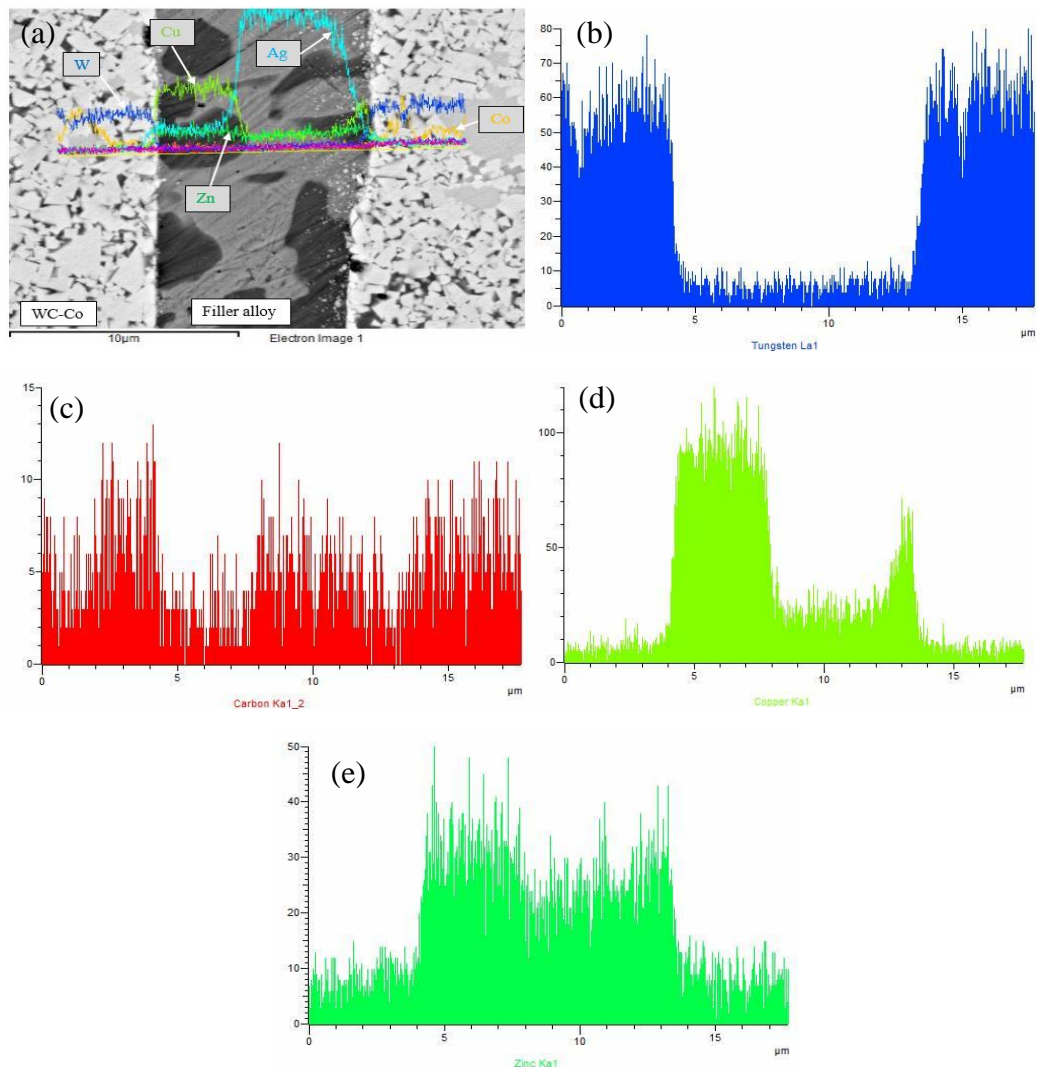 (a)
Cu
Ag
W
Co
Zn
WC-Co
Filler alloy
10µm
Electron Image 1
(b)
80
70
60
50
40
30
20
10
0
0
5
10
15
µm
Tungsten La1
(c)
15
10
5
0
0
5
10
15
µm
Carbon Ka1_2
(d)
100
50
0
0
5
10
15
µm
Copper Ka1
(e)
50
40
30
20
10
0
0
5
10
15
µm
Zinc Ka1